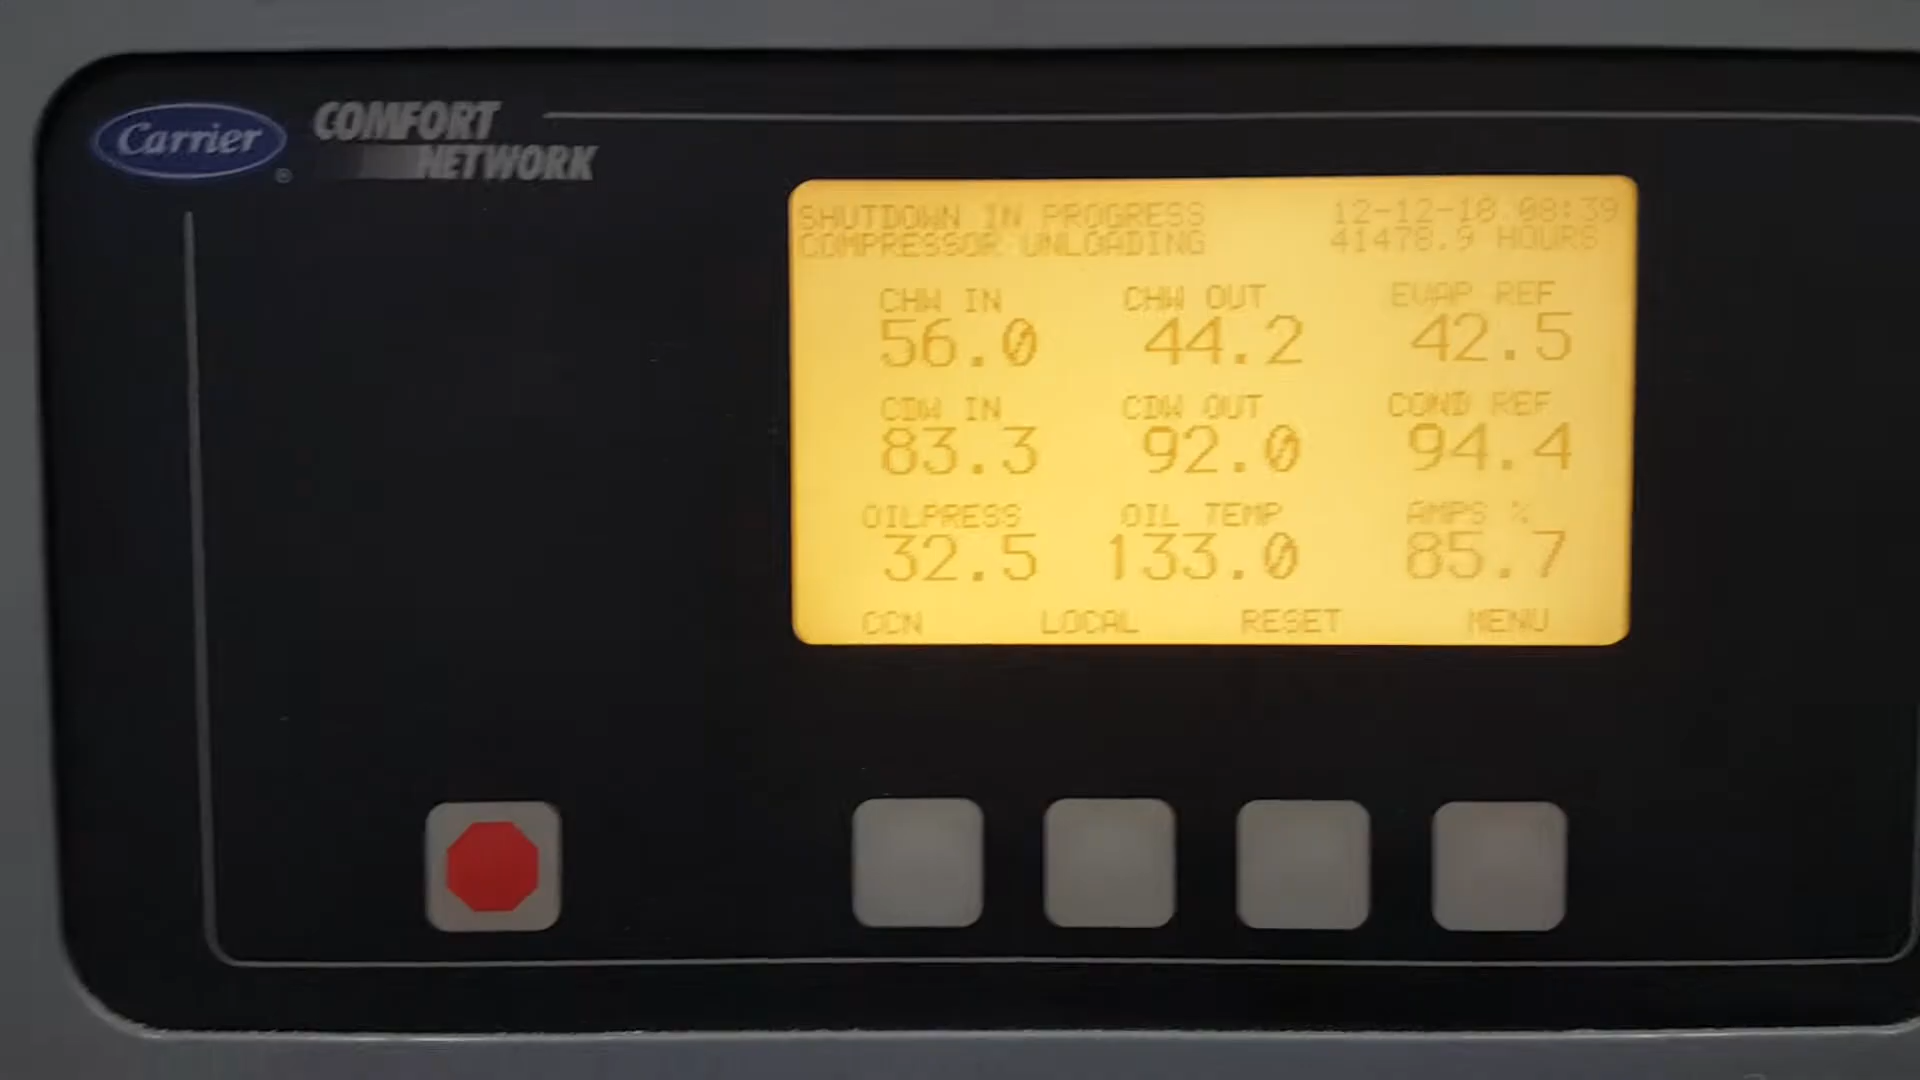 Carrier
®
COMFORT
NETWORK
SHUTDOWN IN PROGRESS 12-12-18 08:39
COMPRESSOR UNLOADING 41478.9 HOURS
CHW IN CHW OUT EVAP REF
56.0 44.2 42.5
CDW IN CDW OUT COND REF
83.3 92.0 94.4
OILPRESS OIL TEMP AMPS %
32.5 133.0 85.7
CCN LOCAL RESET MENU